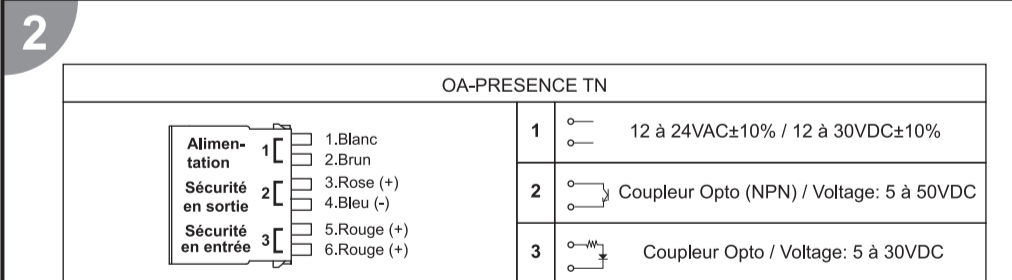 2
OA-PRESENCE TN
Alimen-
tation
1
1.Blanc
2.Brun
Sécurité
en sortie
2
3.Rose (+)
4.Bleu (-)
Sécurité
en entrée
3
5.Rouge (+)
6.Rouge (+)
1 12 à 24VAC±10% / 12 à 30VDC±10%
2 Coupleur Opto (NPN) / Voltage: 5 à 50VDC
3 Coupleur Opto / Voltage: 5 à 30VDC